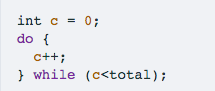 int c = 0;
do {
  c++;
} while (c<total);